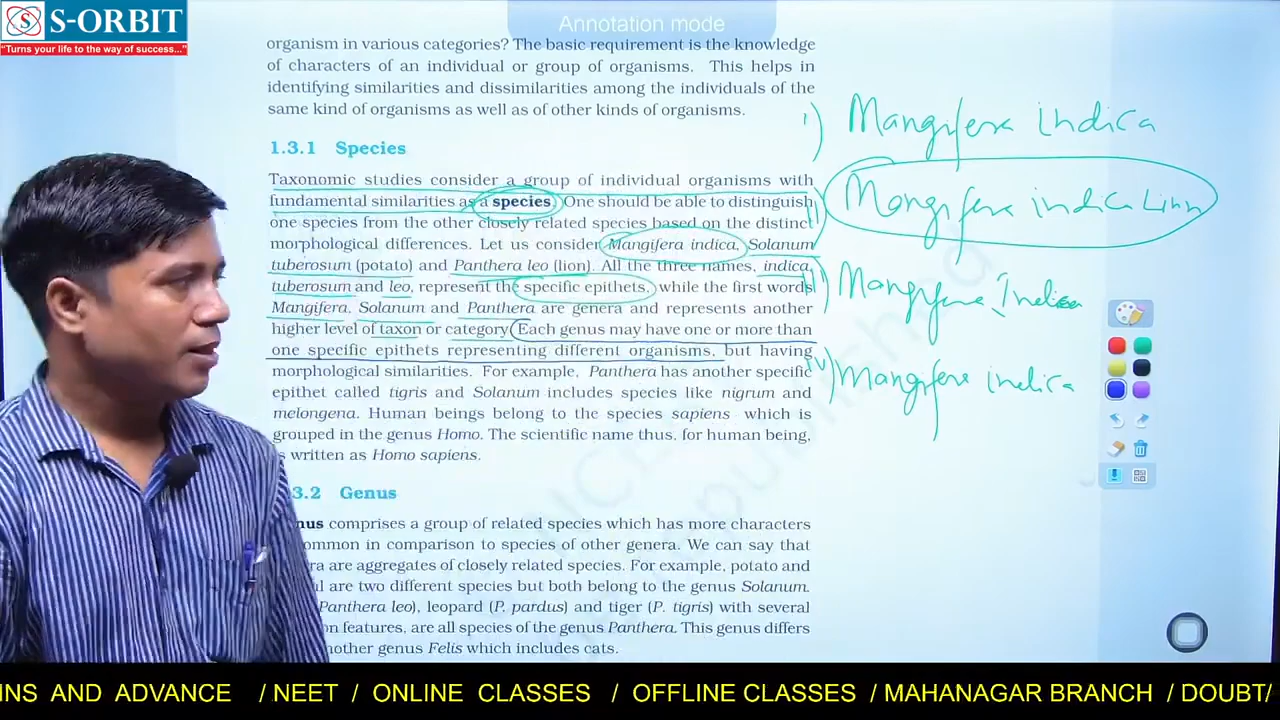 S-ORBIT
"Turns your life to the way of success..."
Annotation mode
organism in various categories? The basic requirement is the knowledge
of characters of an individual or group of organisms. This helps in
identifying similarities and dissimilarities among the individuals of the
same kind of organisms as well as of other kinds of organisms.
1.3.1 Species
Taxonomic studies consider a group of individual organisms with
fundamental similarities as a species. One should be able to distinguish
one species from the other closely related species based on the distinct
morphological differences. Let us consider Mangifera indica, Solanum
tuberosum (potato) and Panthera leo (lion). All the three names, indica,
tuberosum and leo, represent the specific epithets, while the first words
Mangifera, Solanum and Panthera are genera and represents another
higher level of taxon or category. Each genus may have one or more than
one specific epithets representing different organisms, but having
morphological similarities. For example, Panthera has another specific
epithet called tigris and Solanum includes species like nigrum and
melongena. Human beings belong to the species sapiens which is
grouped in the genus Homo. The scientific name thus, for human being,
is written as Homo sapiens.
3.2 Genus
nus comprises a group of related species which has more characters
ommon in comparison to species of other genera. We can say that
ra are aggregates of closely related species. For example, potato and
al are two different species but both belong to the genus Solanum.
Panthera leo), leopard (P. pardus) and tiger (P. tigris) with several
on features, are all species of the genus Panthera. This genus differs
nother genus Felis which includes cats.
i) Mangifera indica
ii) Mangifera indica Linn
iii) Mangifera Indica
iv) Mangifera indica
INS AND ADVANCE / NEET / ONLINE CLASSES / OFFLINE CLASSES / MAHANAGAR BRANCH / DOUBT/